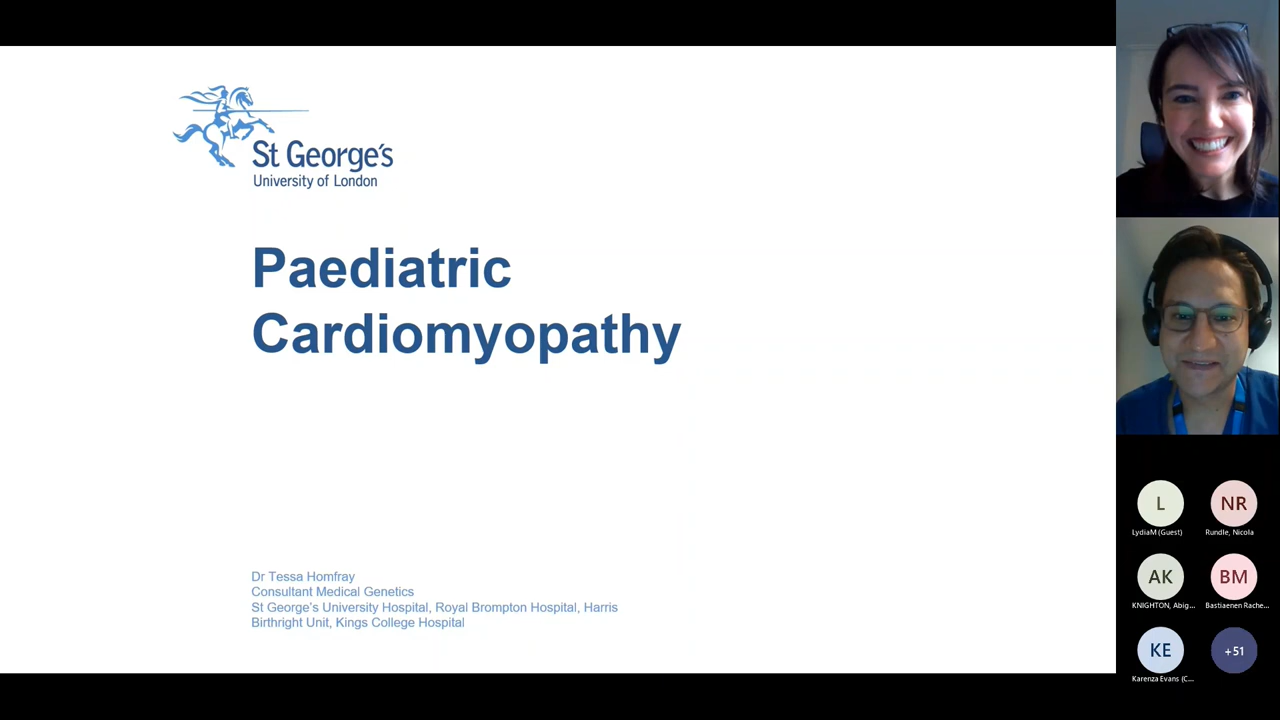 St George's
University of London
Paediatric
Cardiomyopathy
Dr Tessa Homfray
Consultant Medical Genetics
St George's University Hospital, Royal Brompton Hospital, Harris
Birthright Unit, Kings College Hospital
L
NR
LydiaM (Guest)
Rundle, Nicola
AK
BM
KNIGHTON, Abig...
Bastiaenen Rache...
KE
+51
Karenza Evans (C...